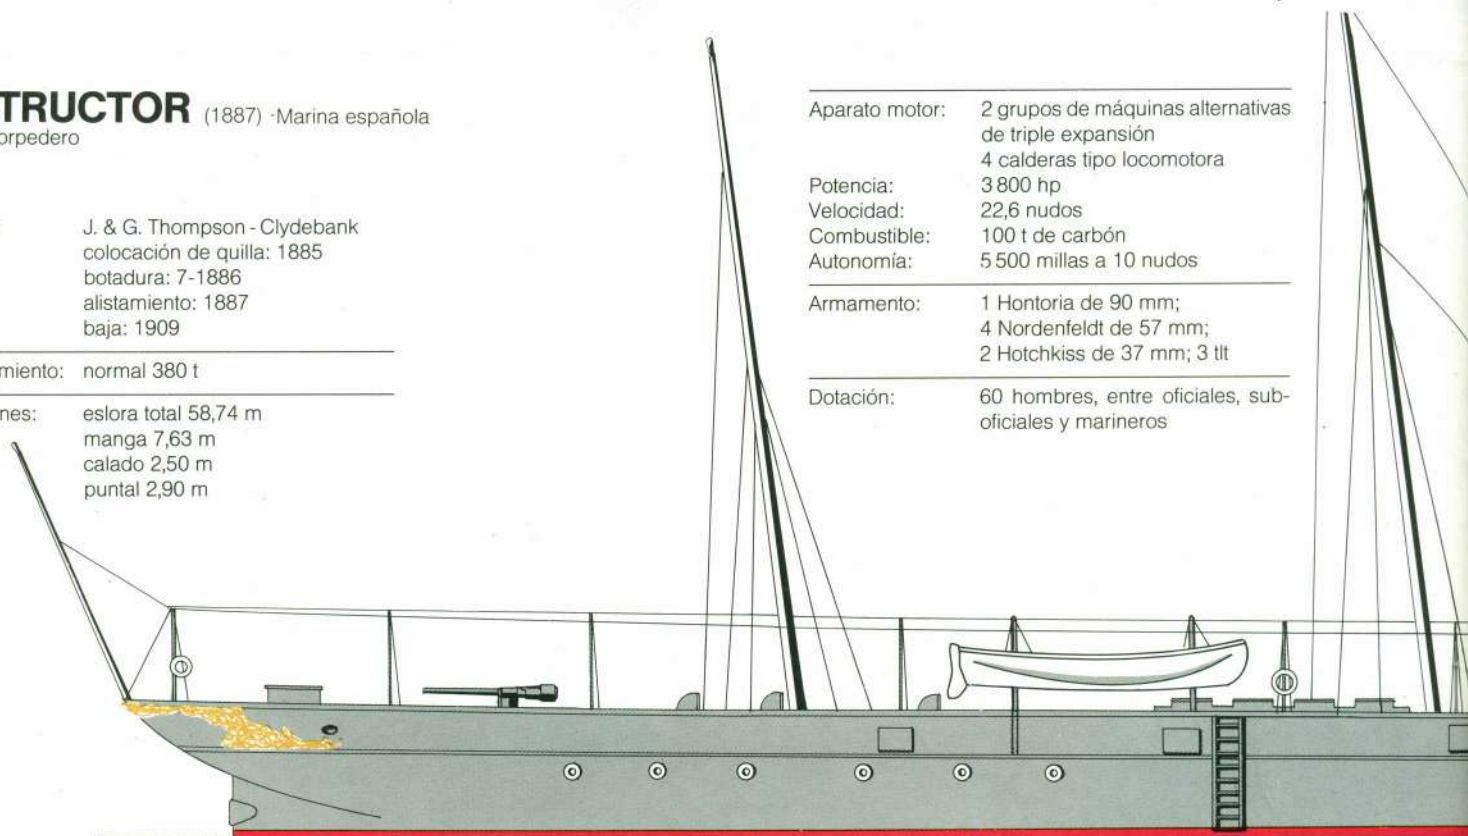 TRUCTOR (1887) -Marina española
orpedero
J. & G. Thompson - Clydebank
colocación de quilla: 1885
botadura: 7-1886
alistamiento: 1887
baja: 1909
miento: normal 380 t
nes: eslora total 58,74 m
manga 7,63 m
calado 2,50 m
puntal 2,90 m
Aparato motor: 2 grupos de máquinas alternativas
de triple expansión
4 calderas tipo locomotora
Potencia: 3 800 hp
Velocidad: 22,6 nudos
Combustible: 100 t de carbón
Autonomía: 5 500 millas a 10 nudos
Armamento: 1 Hontoria de 90 mm;
4 Nordenfeldt de 57 mm;
2 Hotchkiss de 37 mm; 3 tlt
Dotación: 60 hombres, entre oficiales, sub-
oficiales y marineros